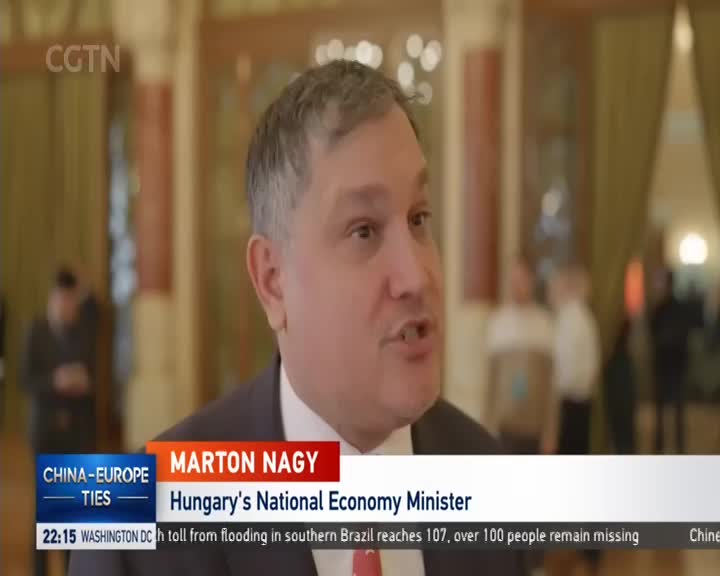 CGTN
MARTON NAGY
CHINA-EUROPE
TIES
Hungary's National Economy Minister
22:15 WASHINGTON DC
toll from flooding in southern Brazil reaches 107, over 100 people remain missing